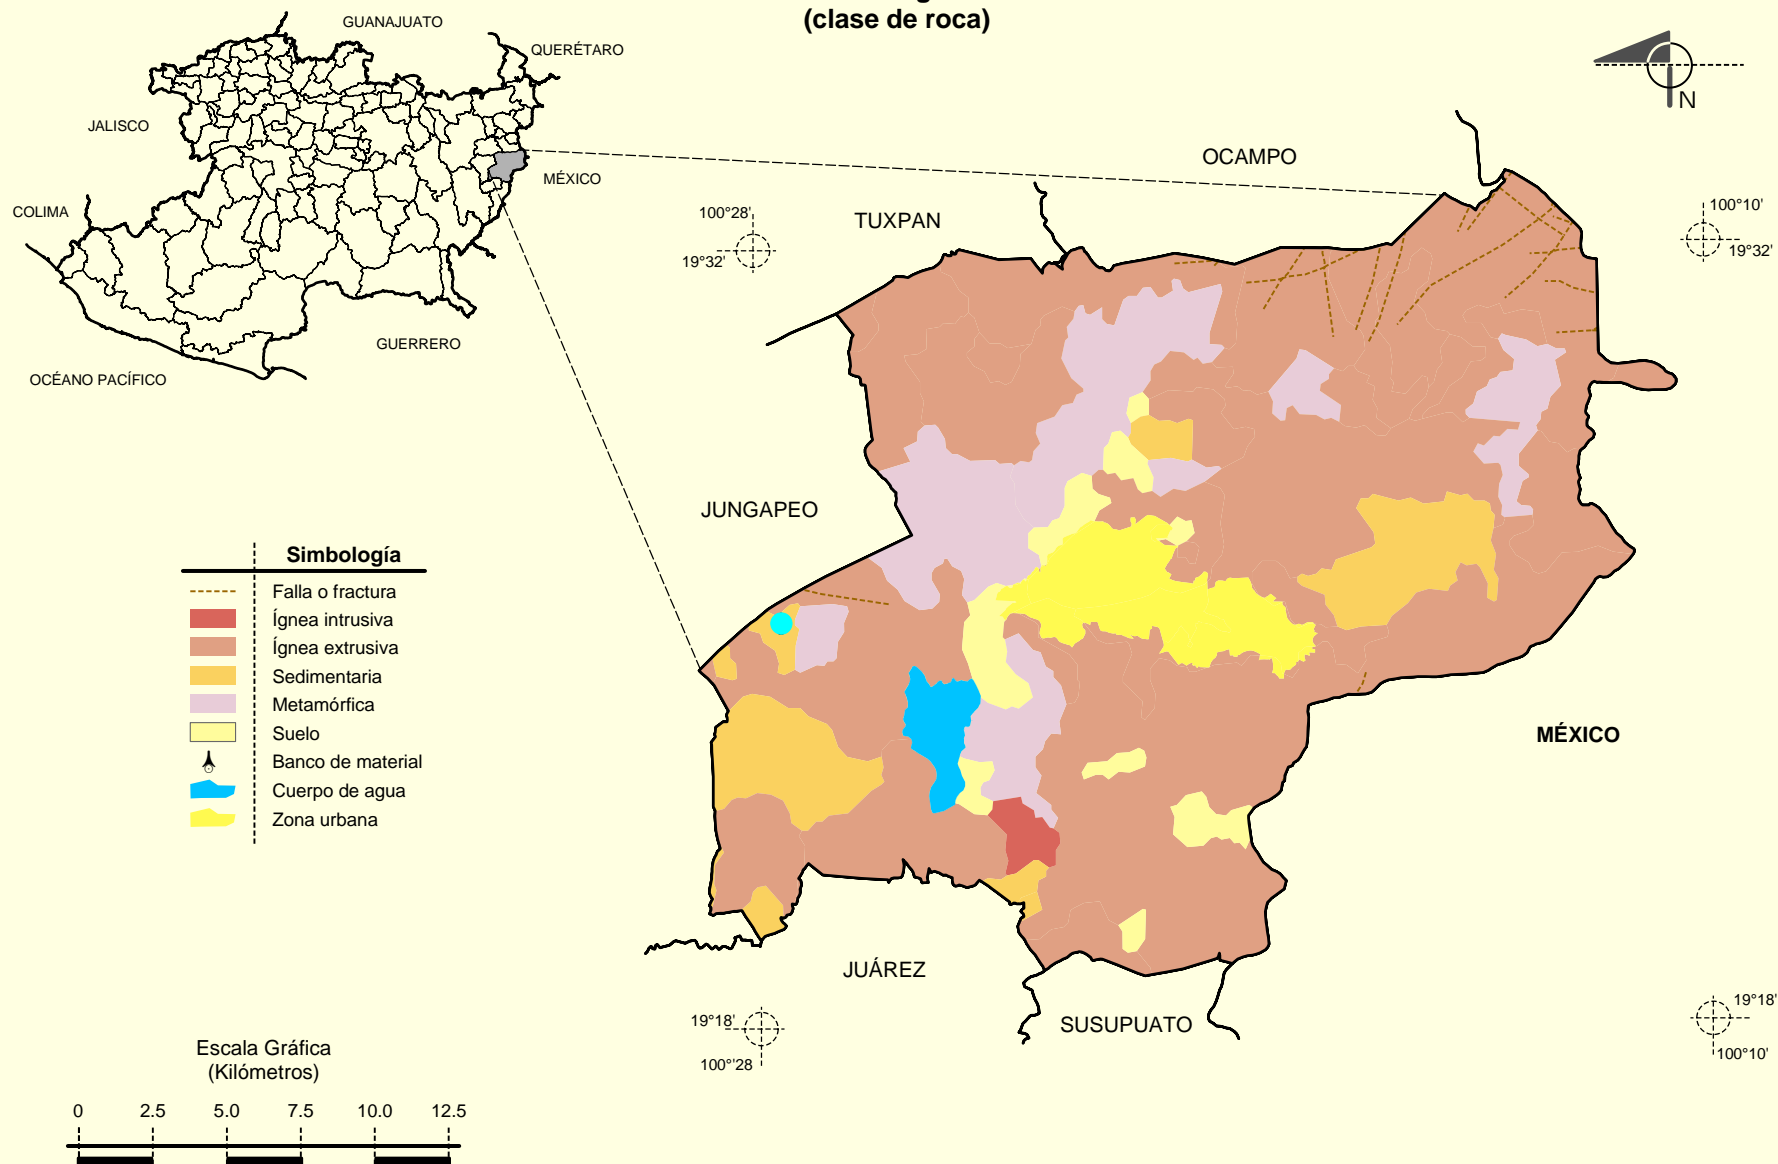 (clase de roca)
GUANAJUATO
QUERÉTARO
JALISCO
MÉXICO
COLIMA
GUERRERO
OCÉANO PACÍFICO
N
OCAMPO
TUXPAN
100°28'
19°32'
100°10'
19°32'
JUNGAPEO
MÉXICO
JUÁREZ
SUSUPUATO
19°18'
100°'28
19°18'
100°10'
Simbología
Falla o fractura
Ígnea intrusiva
Ígnea extrusiva
Sedimentaria
Metamórfica
Suelo
Banco de material
Cuerpo de agua
Zona urbana
Escala Gráfica
(Kilómetros)
0 2.5 5.0 7.5 10.0 12.5